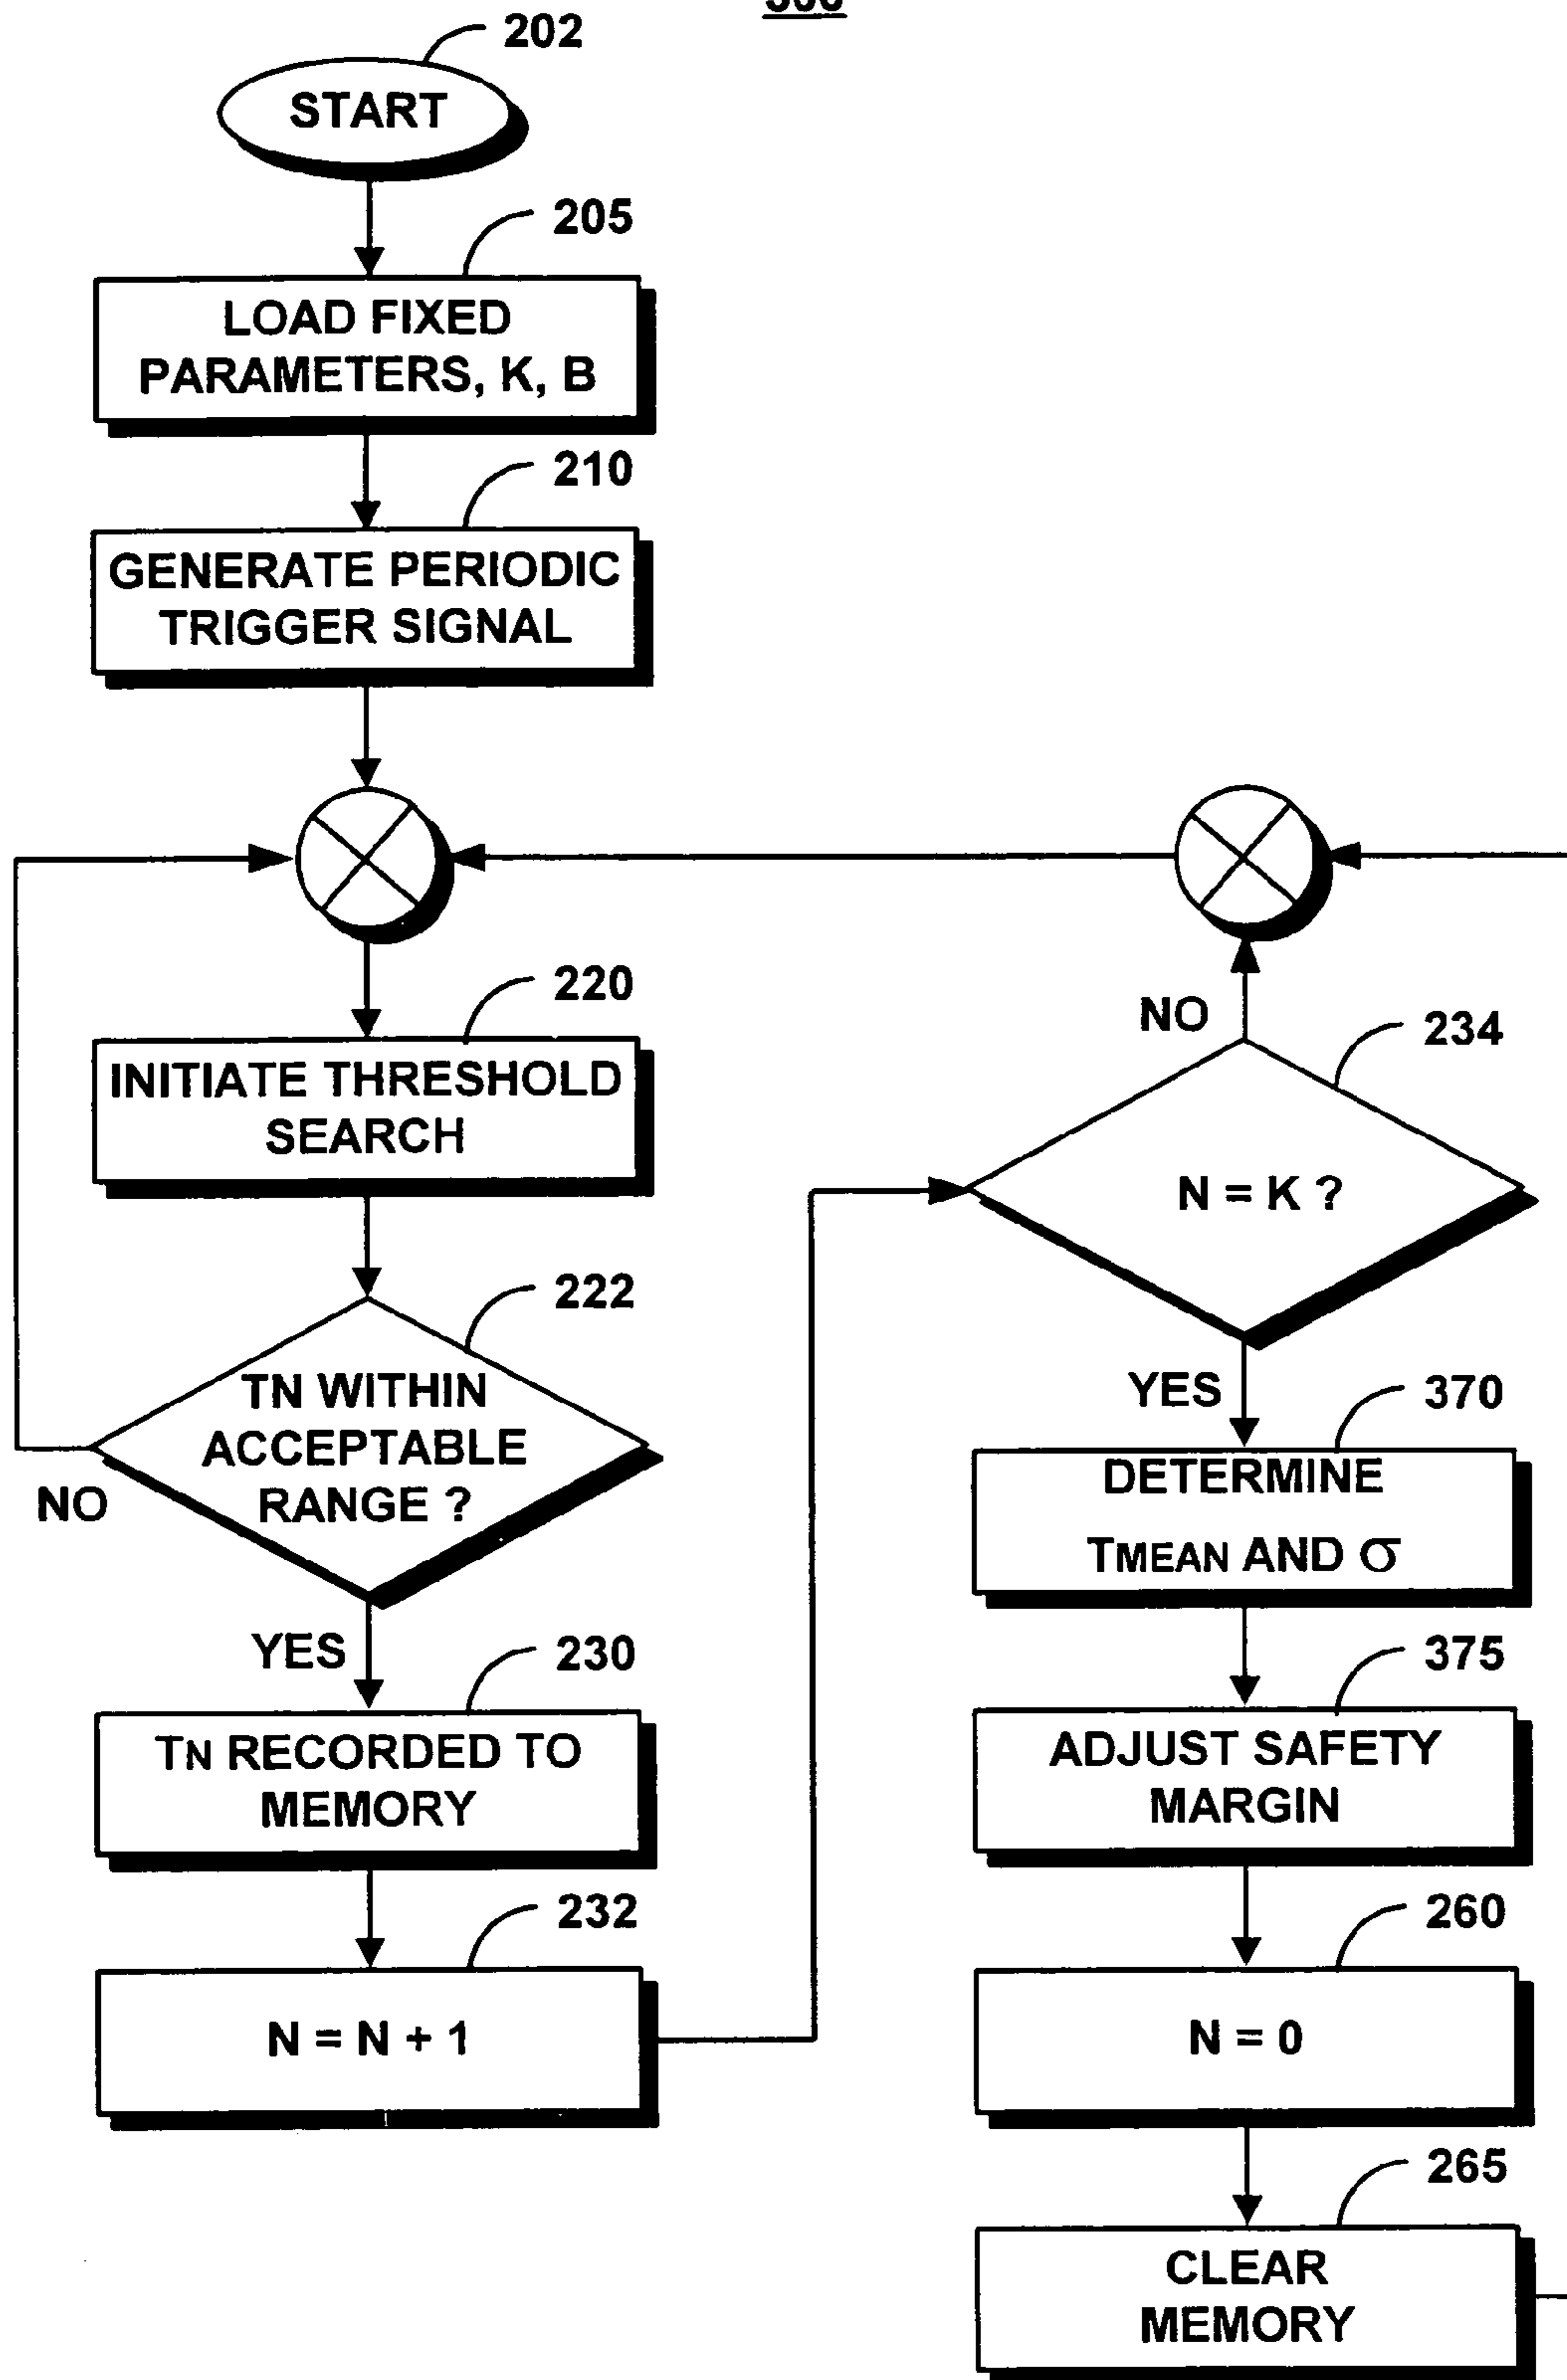 202
START
205
LOAD FIXED
PARAMETERS, K, B
210
GENERATE PERIODIC
TRIGGER SIGNAL
220
INITIATE THRESHOLD
SEARCH
222
TN WITHIN
ACCEPTABLE
RANGE ?
NO
YES
230
TN RECORDED TO
MEMORY
232
N = N + 1
NO
234
N = K ?
YES
370
DETERMINE
TMEAN AND σ
375
ADJUST SAFETY
MARGIN
260
N = 0
265
CLEAR
MEMORY